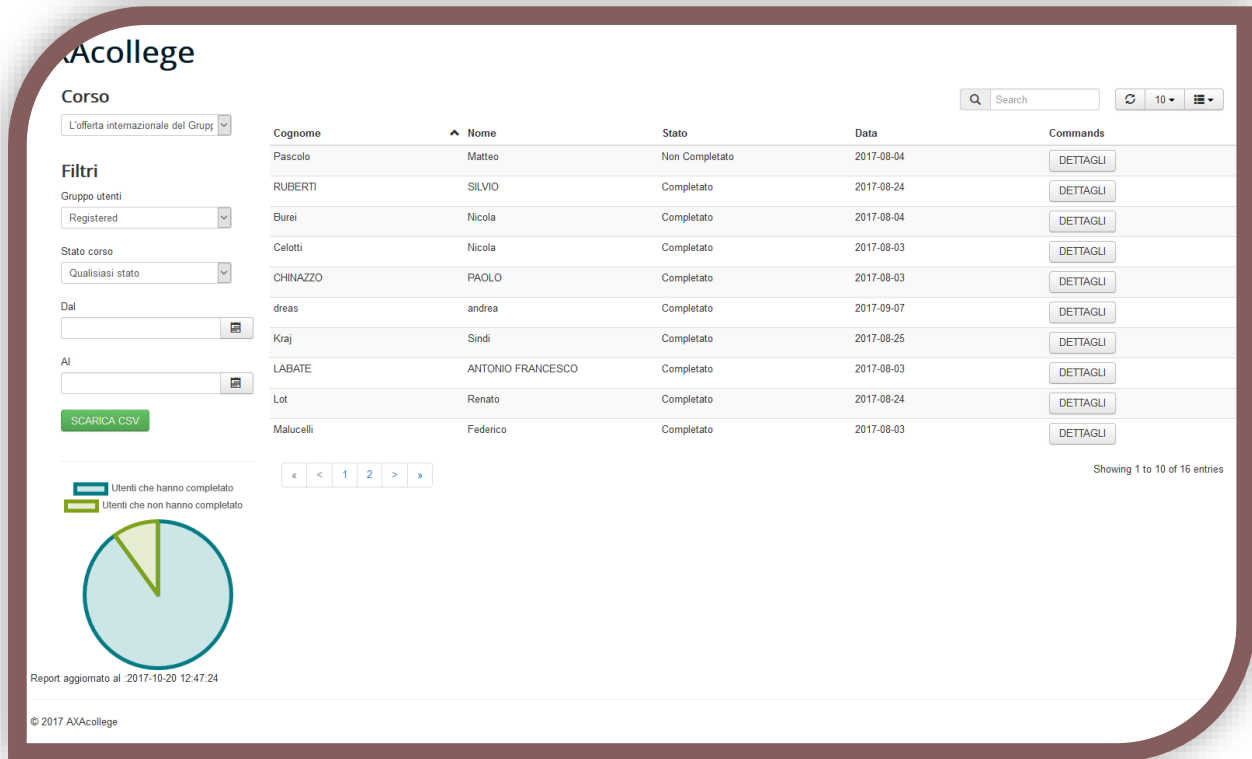 AXAcollege
Corso
L'offerta internazionale del Grupp
Filtri
Gruppo utenti
Registered
Stato corso
Qualisiasi stato
Dal
Al
SCARICA CSV
Utenti che hanno completato
Utenti che non hanno completato
Report aggiornato al :2017-10-20 12:47:24
Search 10
Cognome Nome Stato Data Commands
Pascolo Matteo Non Completato 2017-08-04 DETTAGLI
RUBERTI SILVIO Completato 2017-08-24 DETTAGLI
Burei Nicola Completato 2017-08-04 DETTAGLI
Celotti Nicola Completato 2017-08-03 DETTAGLI
CHINAZZO PAOLO Completato 2017-08-03 DETTAGLI
dreas andrea Completato 2017-09-07 DETTAGLI
Kraj Sindi Completato 2017-08-25 DETTAGLI
LABATE ANTONIO FRANCESCO Completato 2017-08-03 DETTAGLI
Lot Renato Completato 2017-08-24 DETTAGLI
Malucelli Federico Completato 2017-08-03 DETTAGLI
« < 1 2 > » Showing 1 to 10 of 16 entries
© 2017 AXAcollege